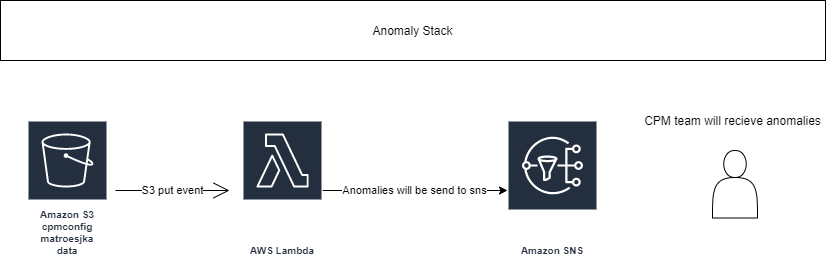 Anomaly Stack
CPM team will recieve anomalies
S3 put event
Anomalies will be send to sns
Amazon S3
cpmconfig
matroesjka
data
AWS Lambda
Amazon SNS